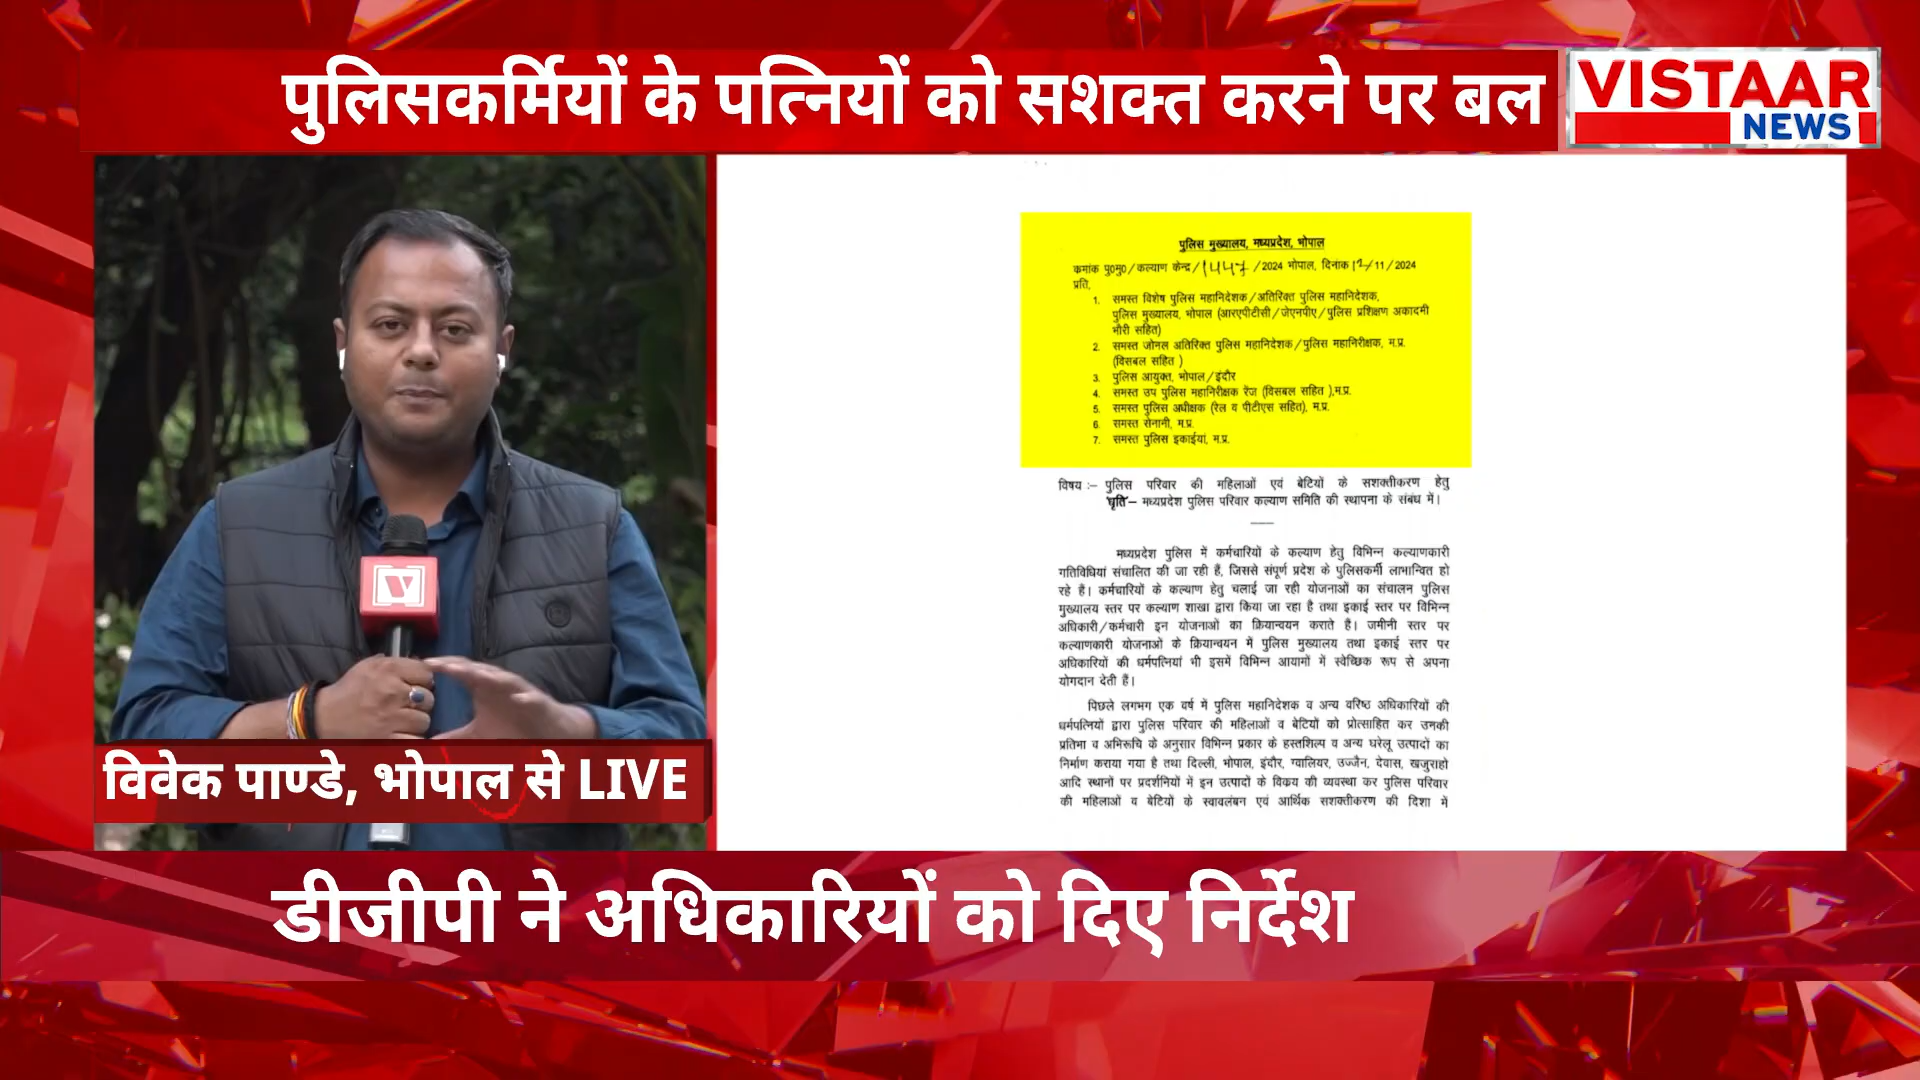 पुलिसकर्मियों के पत्नियों को सशक्त करने पर बल
VISTAAR
NEWS
पुलिस मुख्यालय, मध्यप्रदेश, भोपाल
कमांक पु0मु0/कल्याण केन्द्र/1447/2024 भोपाल, दिनांक 12/11/2024
प्रति,
1. समस्त विशेष पुलिस महानिदेशक/अतिरिक्त पुलिस महानिदेशक,
पुलिस मुख्यालय, भोपाल (आरएपीटीसी/जेएनपीए/पुलिस प्रशिक्षण अकादमी
भौरी सहित)
2. समस्त जोनल अतिरिक्त पुलिस महानिदेशक/पुलिस महानिरीक्षक, म.प्र.
(विसबल सहित )
3. पुलिस आयुक्त, भोपाल/इंदौर
4. समस्त उप पुलिस महानिरीक्षक रेंज (विसबल सहित ),म.प्र.
5. समस्त पुलिस अधीक्षक (रेल व पीटीएस सहित), म.प्र.
6. समस्त सेनानी, म.प्र.
7. समस्त पुलिस इकाईयां, म.प्र.
विषय :– पुलिस परिवार की महिलाओं एवं बेटियों के सशक्तीकरण हेतु
'धृति'– मध्यप्रदेश पुलिस परिवार कल्याण समिति की स्थापना के संबंध में।
मध्यप्रदेश पुलिस में कर्मचारियों के कल्याण हेतु विभिन्न कल्याणकारी
गतिविधियां संचालित की जा रही हैं, जिससे संपूर्ण प्रदेश के पुलिसकर्मी लाभान्वित हो
रहे हैं। कर्मचारियों के कल्याण हेतु चलाई जा रही योजनाओं का संचालन पुलिस
मुख्यालय स्तर पर कल्याण शाखा द्वारा किया जा रहा है तथा इकाई स्तर पर विभिन्न
अधिकारी/कर्मचारी इन योजनाओं का क्रियान्वयन कराते हैं। जमीनी स्तर पर
कल्याणकारी योजनाओं के क्रियान्वयन में पुलिस मुख्यालय तथा इकाई स्तर पर
अधिकारियों की धर्मपत्नियां भी इसमें विभिन्न आयामों में स्वेच्छिक रूप से अपना
योगदान देती हैं।
पिछले लगभग एक वर्ष में पुलिस महानिदेशक व अन्य वरिष्ठ अधिकारियों की
धर्मपत्नियों द्वारा पुलिस परिवार की महिलाओं व बेटियों को प्रोत्साहित कर उनकी
प्रतिभा व अभिरूचि के अनुसार विभिन्न प्रकार के हस्तशिल्प व अन्य घरेलू उत्पादों का
निर्माण कराया गया है तथा दिल्ली, भोपाल, इंदौर, ग्वालियर, उज्जैन, देवास, खजुराहो
आदि स्थानों पर प्रदर्शनियों में इन उत्पादों के विक्रय की व्यवस्था कर पुलिस परिवार
की महिलाओं व बेटियों के स्वावलंबन एवं आर्थिक सशक्तीकरण की दिशा में
विवेक पाण्डे, भोपाल से LIVE
डीजीपी ने अधिकारियों को दिए निर्देश